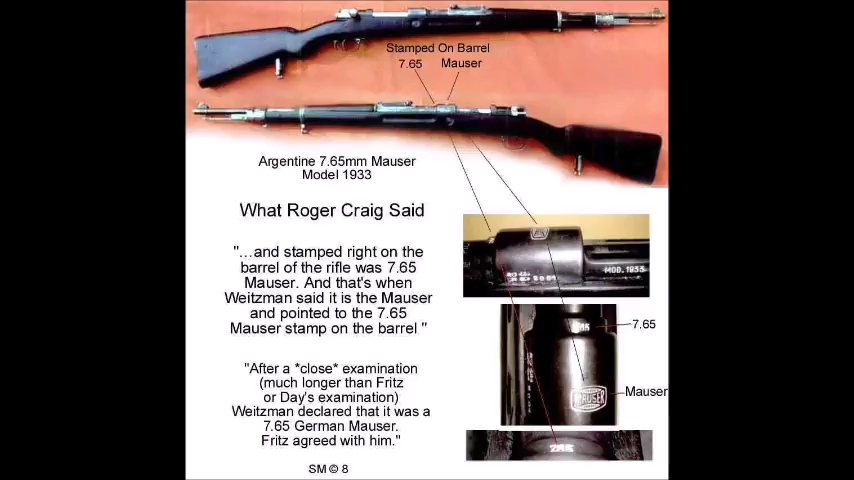 Stamped On Barrel
7.65 Mauser
Argentine 7.65mm Mauser
Model 1933
What Roger Craig Said
"...and stamped right on the
barrel of the rifle was 7.65
Mauser. And that's when
Weitzman said it is the Mauser
and pointed to the 7.65
Mauser stamp on the barrel "
"After a *close* examination
(much longer than Fritz
or Day's examination)
Weitzman declared that it was a
7.65 German Mauser.
Fritz agreed with him."
SM © 8
MOD. 1933
7.65
Mauser
MAUSER